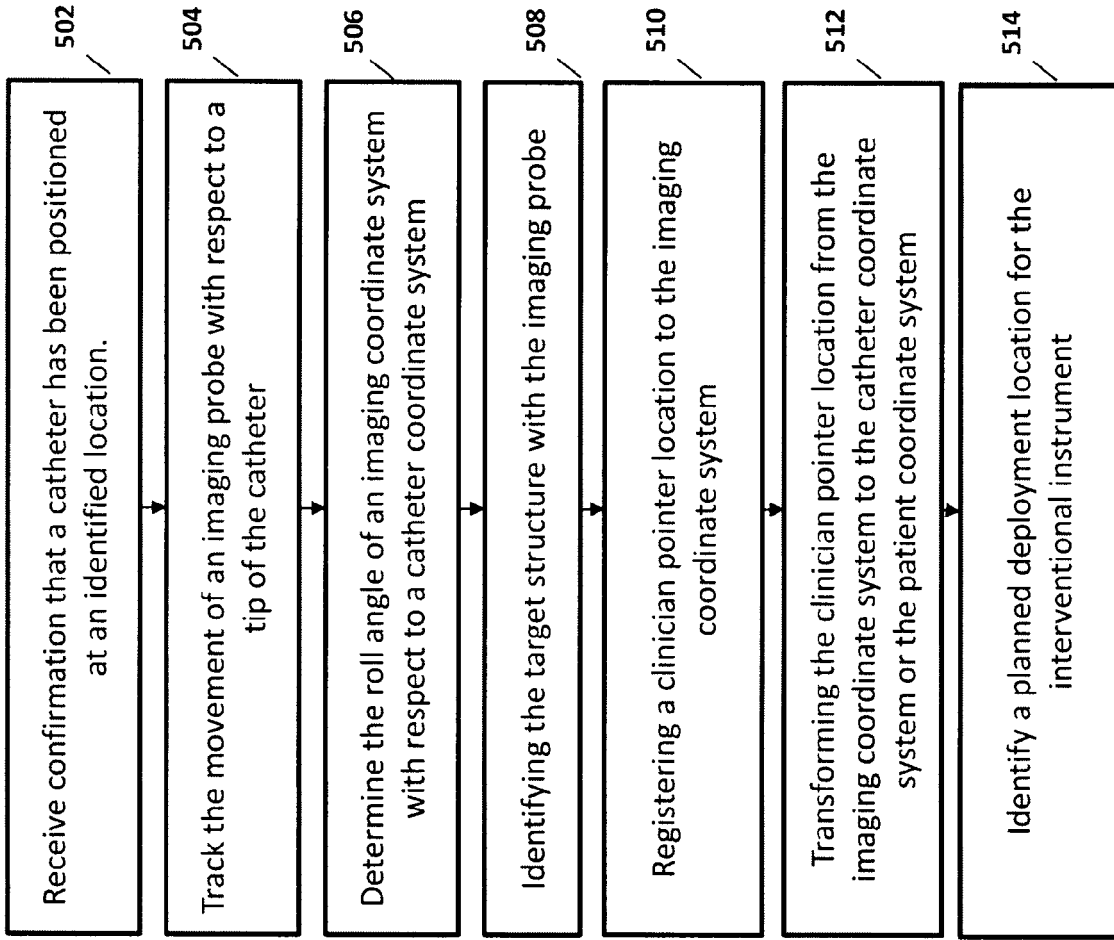 502
Receive confirmation that a catheter has been positioned
at an identified location.
504
Track the movement of an imaging probe with respect to a
tip of the catheter
506
Determine the roll angle of an imaging coordinate system
with respect to a catheter coordinate system
508
Identifying the target structure with the imaging probe
510
Registering a clinician pointer location to the imaging
coordinate system
512
Transforming the clinician pointer location from the
imaging coordinate system to the catheter coordinate
system or the patient coordinate system
514
Identify a planned deployment location for the
interventional instrument